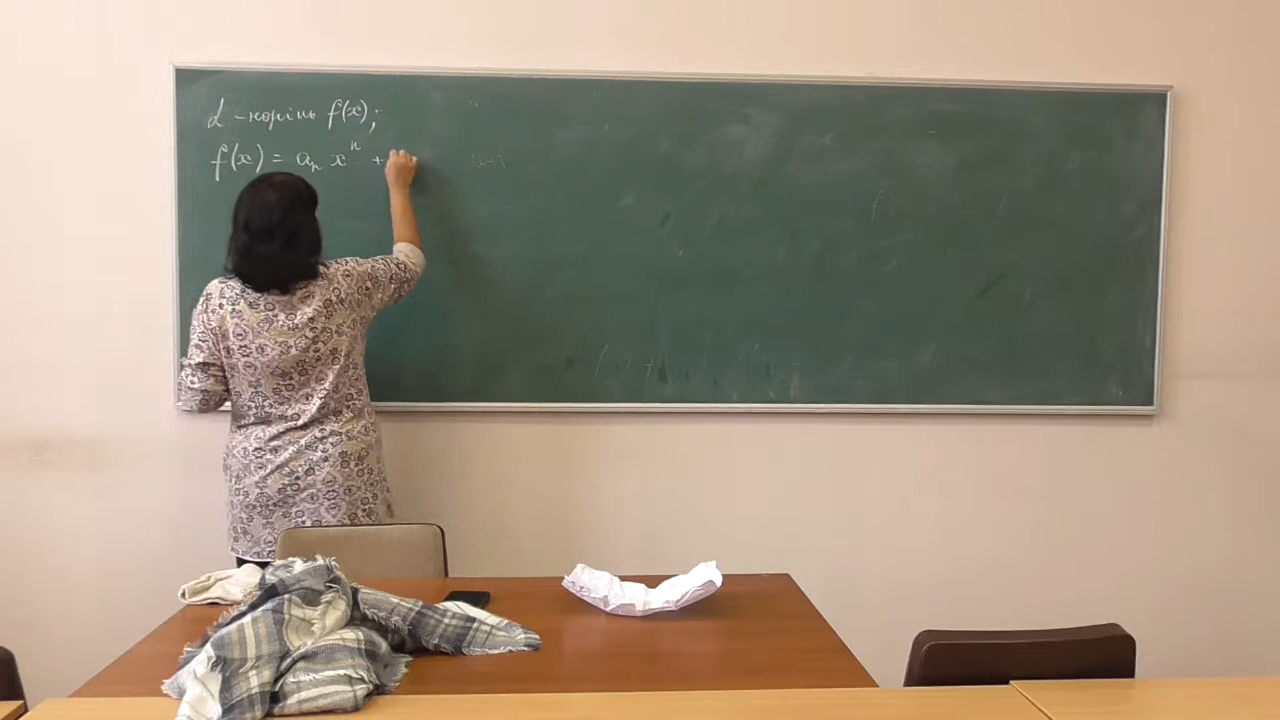 α - корінь f(x);
f(x) = aₙ xⁿ +